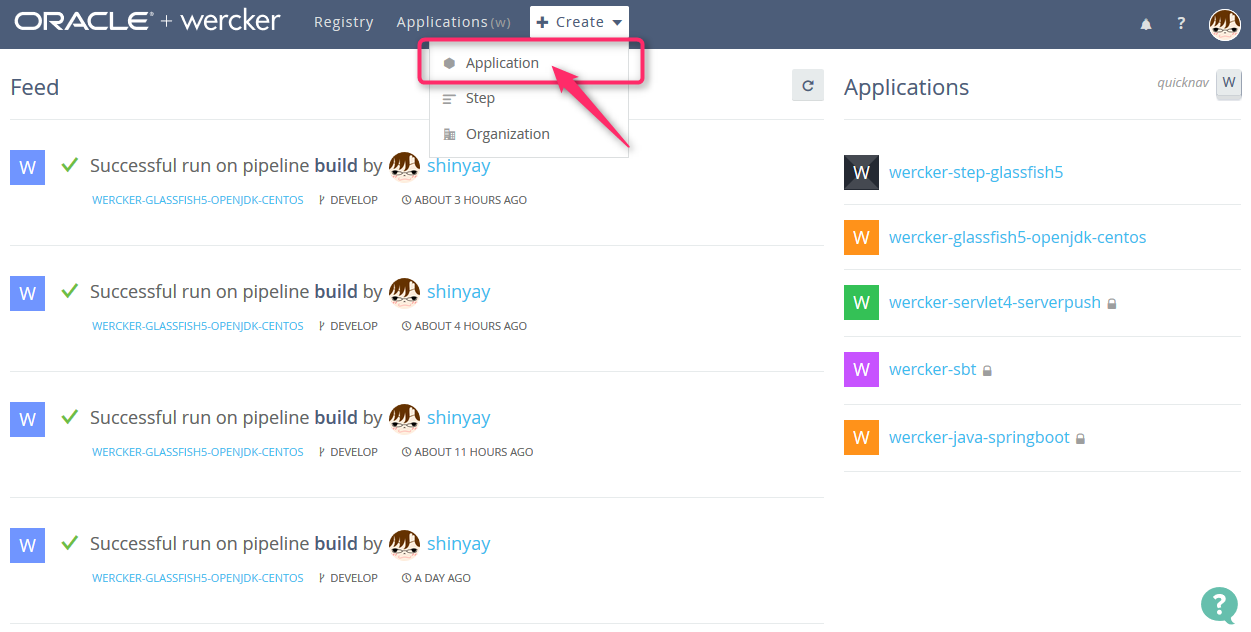 ORACLE + wercker Registry Applications(w) + Create ?
Application
Step
Organization
Feed
W Successful run on pipeline build by shinyay
WERCKER-GLASSFISH5-OPENJDK-CENTOS DEVELOP ABOUT 3 HOURS AGO
W Successful run on pipeline build by shinyay
WERCKER-GLASSFISH5-OPENJDK-CENTOS DEVELOP ABOUT 4 HOURS AGO
W Successful run on pipeline build by shinyay
WERCKER-GLASSFISH5-OPENJDK-CENTOS DEVELOP ABOUT 11 HOURS AGO
W Successful run on pipeline build by shinyay
WERCKER-GLASSFISH5-OPENJDK-CENTOS DEVELOP A DAY AGO
Applications quicknav W
W wercker-step-glassfish5
W wercker-glassfish5-openjdk-centos
W wercker-servlet4-serverpush
W wercker-sbt
W wercker-java-springboot
?